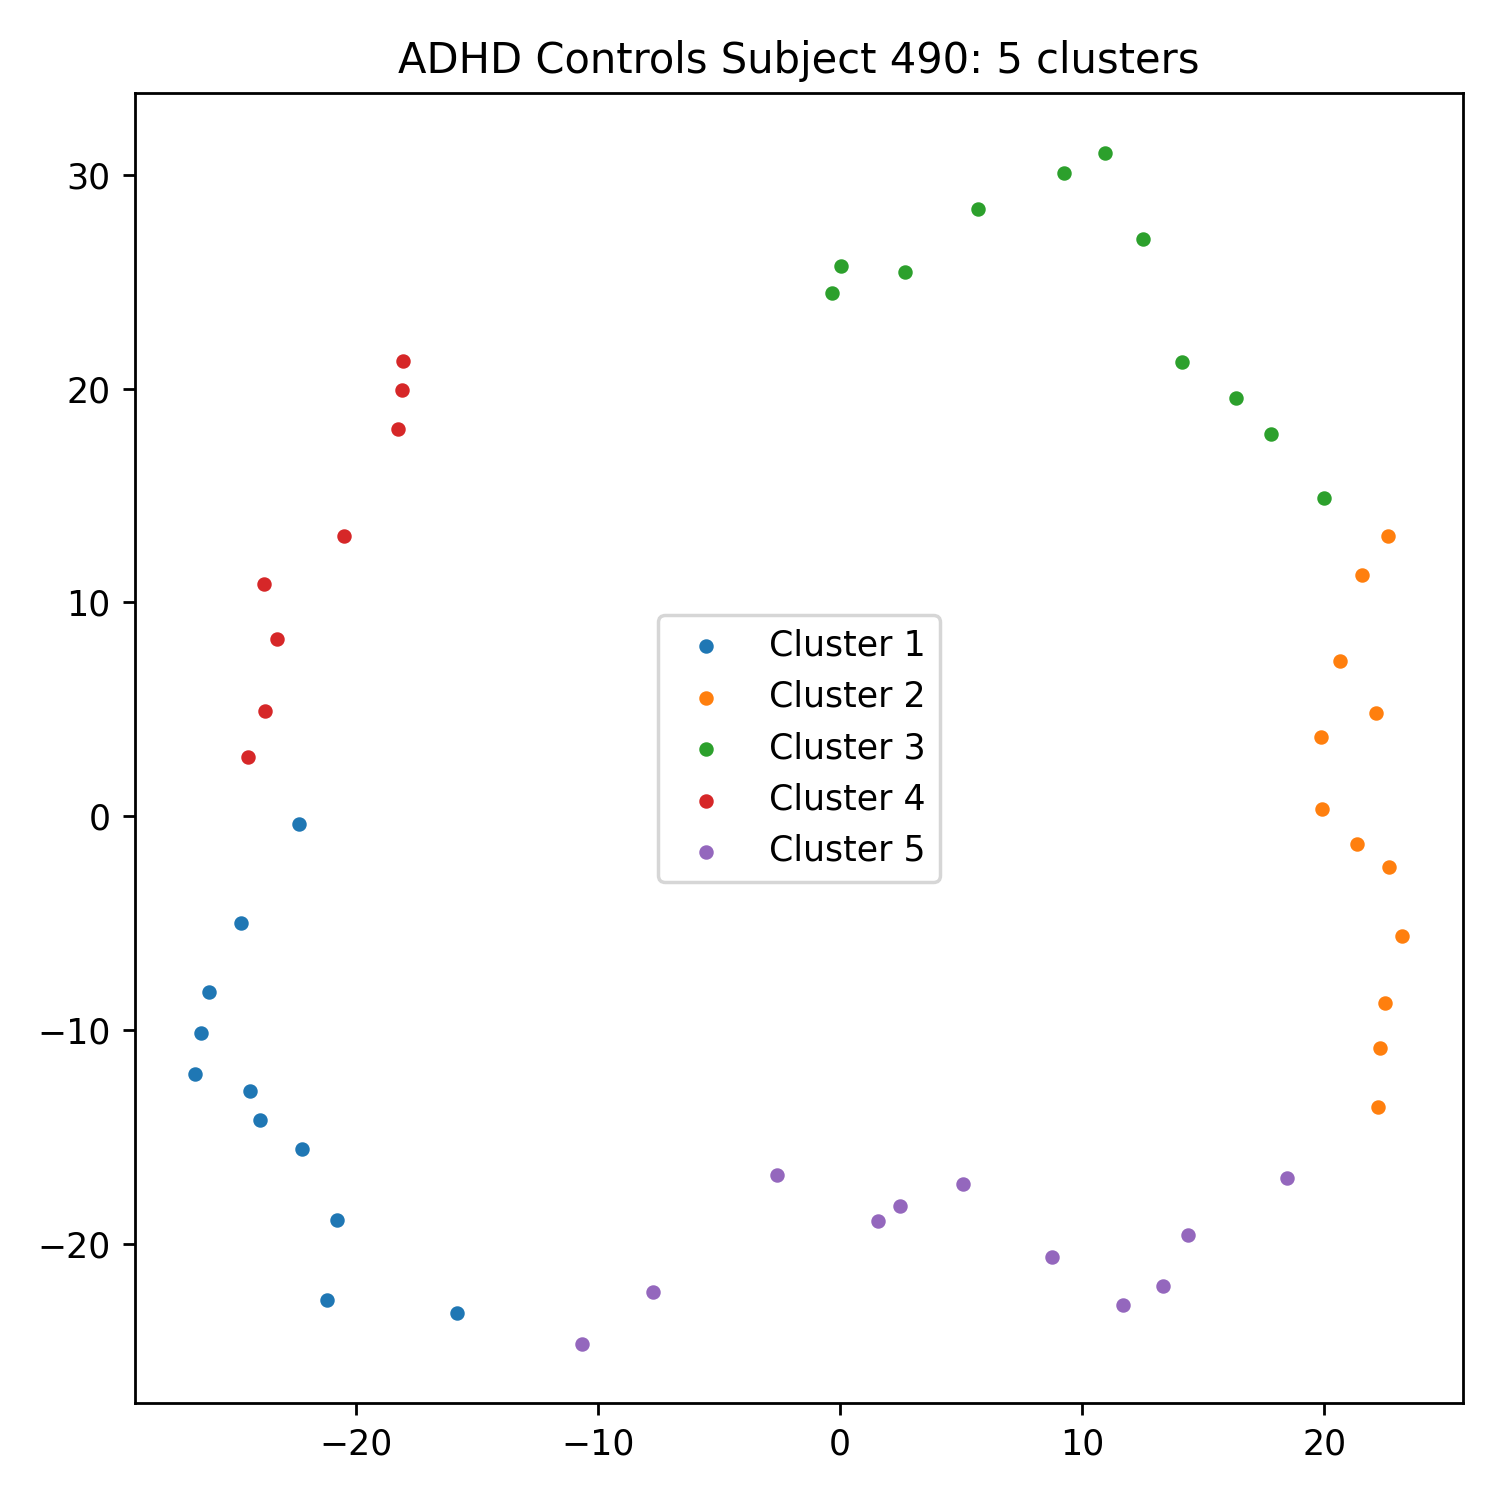 ADHD Controls Subject 490: 5 clusters
30
20
10
0
−10
−20
Cluster 1
Cluster 2
Cluster 3
Cluster 4
Cluster 5
−20 −10 0 10 20